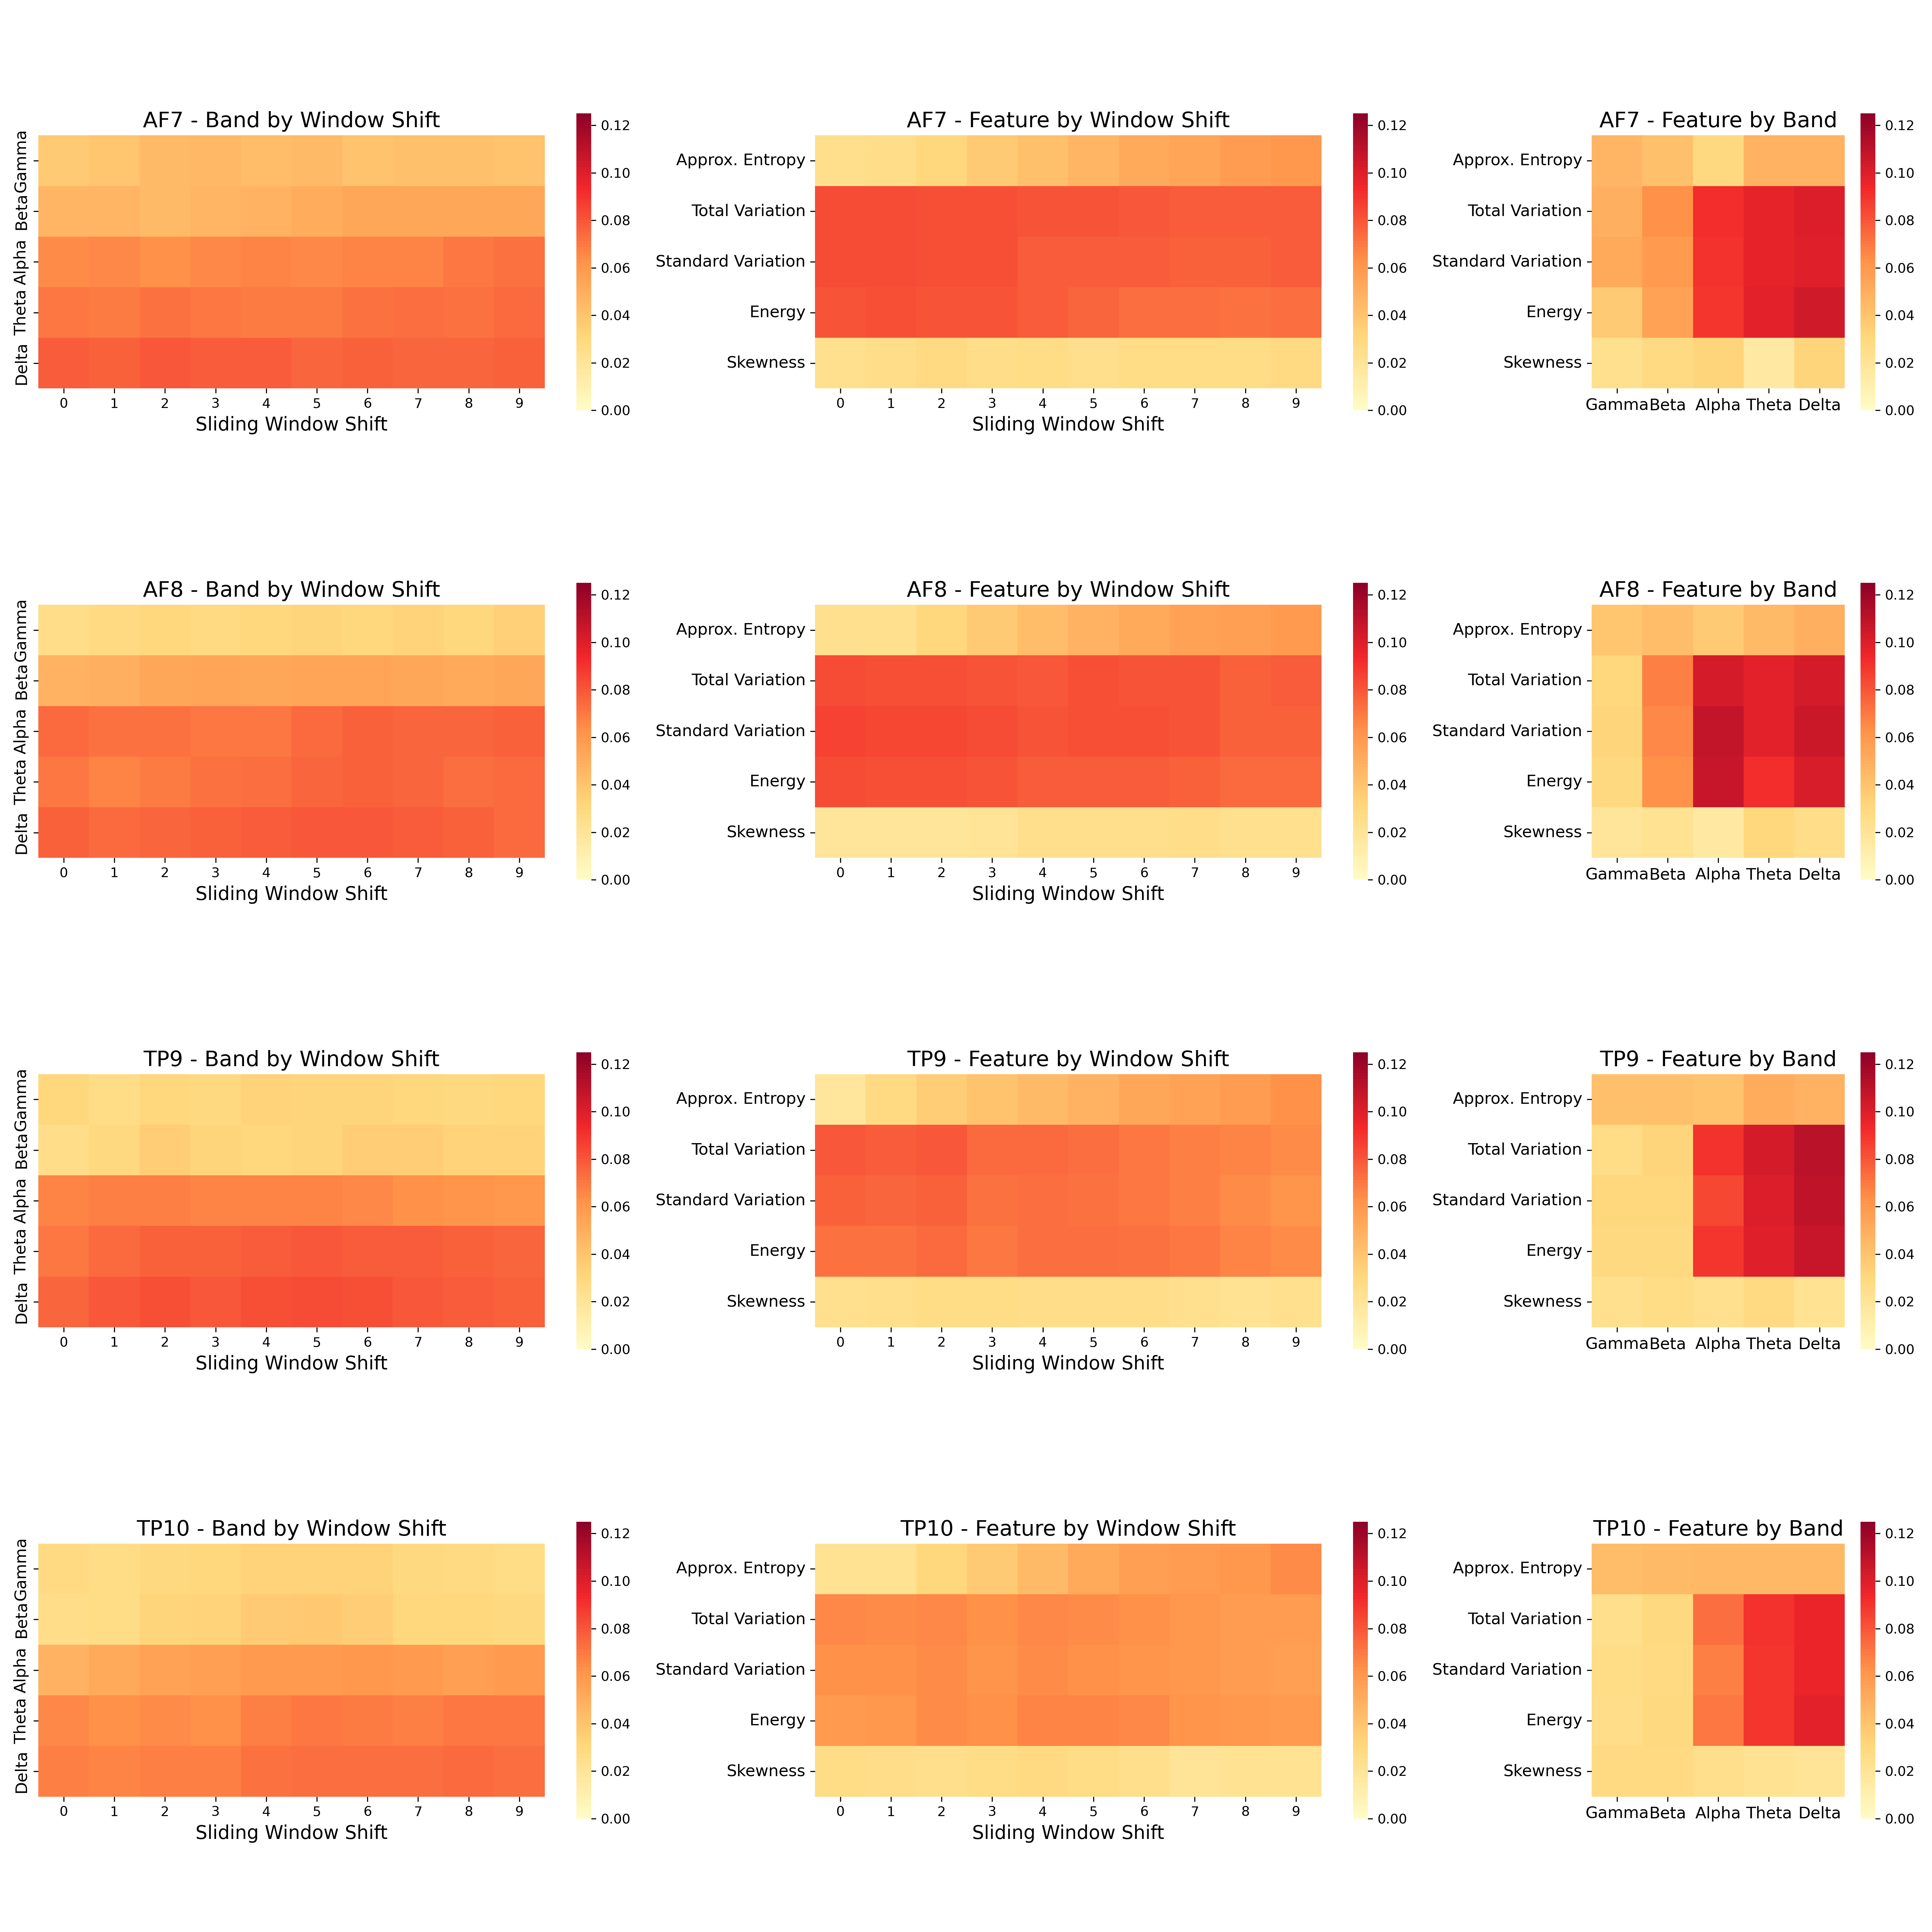 AF7 - Band by Window Shift
Gamma
Beta
Alpha
Theta
Delta
0 1 2 3 4 5 6 7 8 9
Sliding Window Shift
0.12
0.10
0.08
0.06
0.04
0.02
0.00
AF7 - Feature by Window Shift
Approx. Entropy
Total Variation
Standard Variation
Energy
Skewness
0 1 2 3 4 5 6 7 8 9
Sliding Window Shift
0.12
0.10
0.08
0.06
0.04
0.02
0.00
AF7 - Feature by Band
Approx. Entropy
Total Variation
Standard Variation
Energy
Skewness
Gamma Beta Alpha Theta Delta
0.12
0.10
0.08
0.06
0.04
0.02
0.00
AF8 - Band by Window Shift
Gamma
Beta
Alpha
Theta
Delta
0 1 2 3 4 5 6 7 8 9
Sliding Window Shift
0.12
0.10
0.08
0.06
0.04
0.02
0.00
AF8 - Feature by Window Shift
Approx. Entropy
Total Variation
Standard Variation
Energy
Skewness
0 1 2 3 4 5 6 7 8 9
Sliding Window Shift
0.12
0.10
0.08
0.06
0.04
0.02
0.00
AF8 - Feature by Band
Approx. Entropy
Total Variation
Standard Variation
Energy
Skewness
Gamma Beta Alpha Theta Delta
0.12
0.10
0.08
0.06
0.04
0.02
0.00
TP9 - Band by Window Shift
Gamma
Beta
Alpha
Theta
Delta
0 1 2 3 4 5 6 7 8 9
Sliding Window Shift
0.12
0.10
0.08
0.06
0.04
0.02
0.00
TP9 - Feature by Window Shift
Approx. Entropy
Total Variation
Standard Variation
Energy
Skewness
0 1 2 3 4 5 6 7 8 9
Sliding Window Shift
0.12
0.10
0.08
0.06
0.04
0.02
0.00
TP9 - Feature by Band
Approx. Entropy
Total Variation
Standard Variation
Energy
Skewness
Gamma Beta Alpha Theta Delta
0.12
0.10
0.08
0.06
0.04
0.02
0.00
TP10 - Band by Window Shift
Gamma
Beta
Alpha
Theta
Delta
0 1 2 3 4 5 6 7 8 9
Sliding Window Shift
0.12
0.10
0.08
0.06
0.04
0.02
0.00
TP10 - Feature by Window Shift
Approx. Entropy
Total Variation
Standard Variation
Energy
Skewness
0 1 2 3 4 5 6 7 8 9
Sliding Window Shift
0.12
0.10
0.08
0.06
0.04
0.02
0.00
TP10 - Feature by Band
Approx. Entropy
Total Variation
Standard Variation
Energy
Skewness
Gamma Beta Alpha Theta Delta
0.12
0.10
0.08
0.06
0.04
0.02
0.00